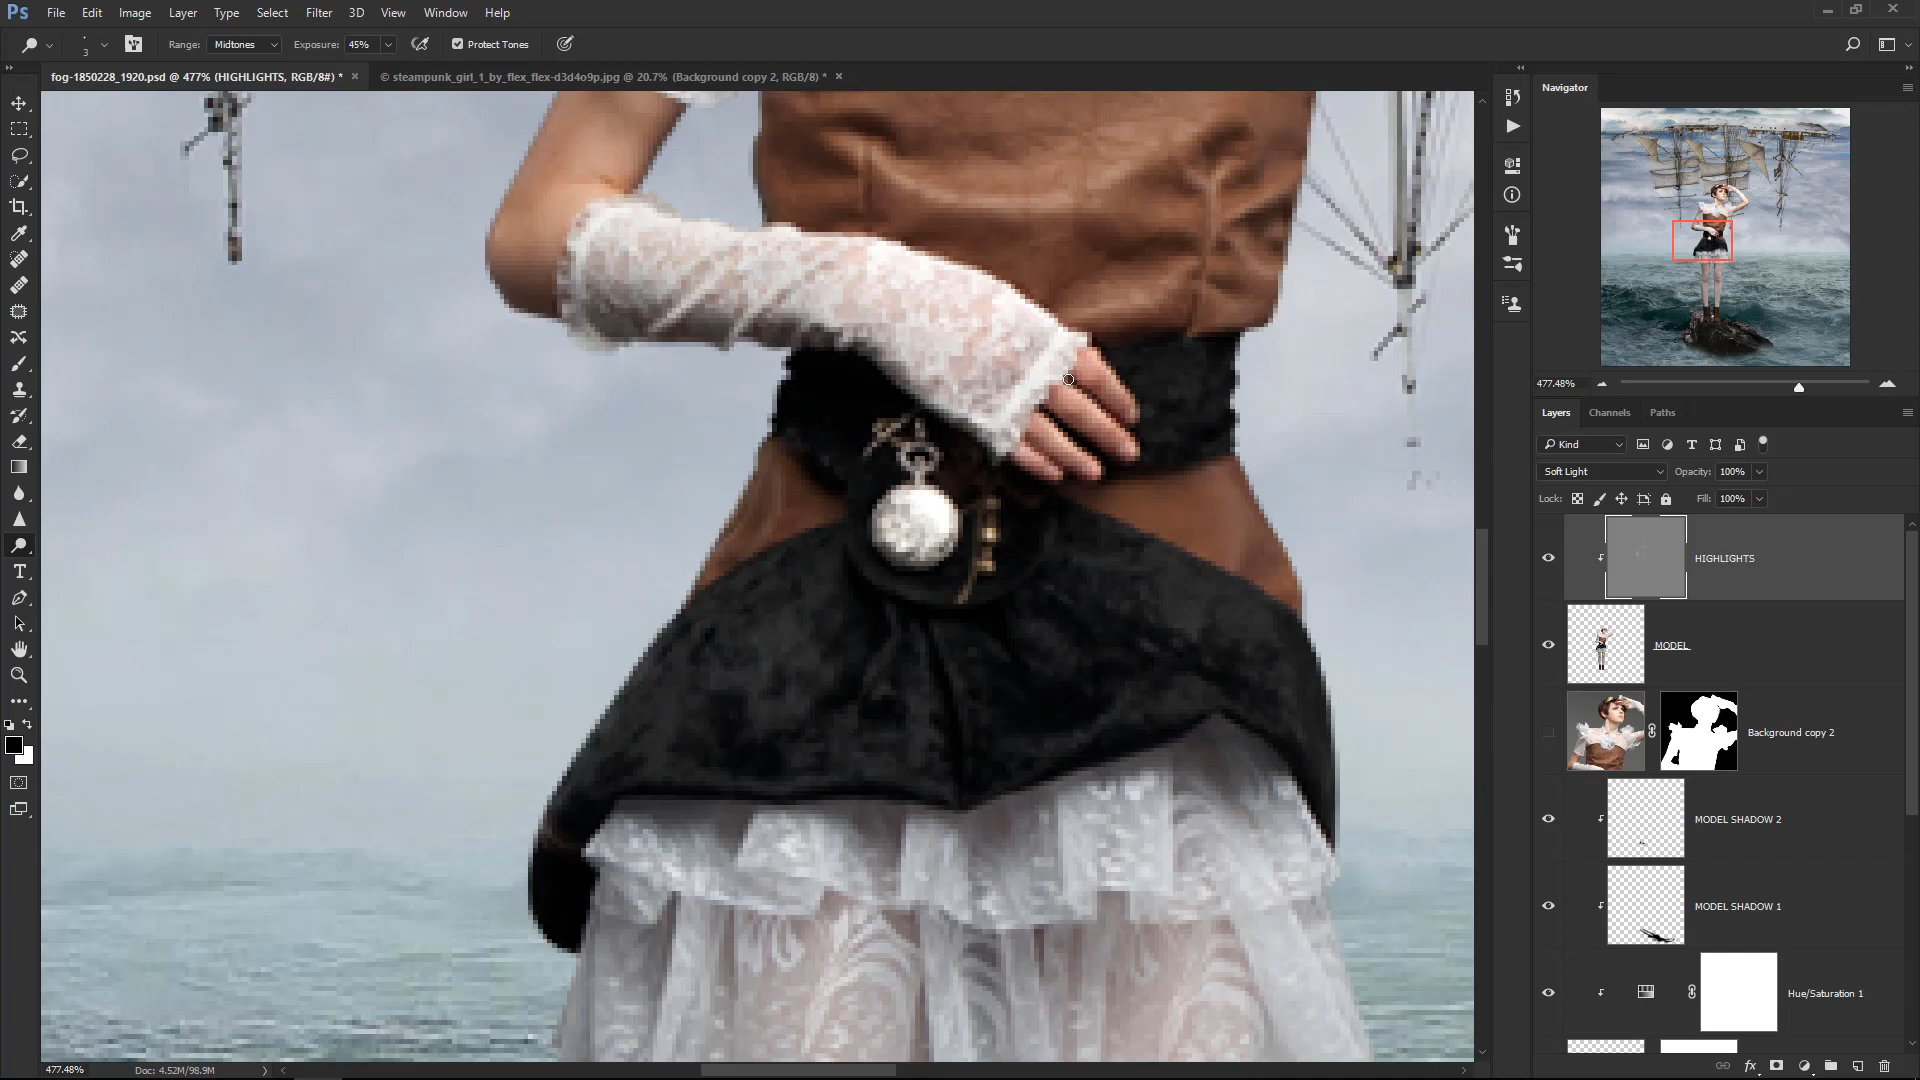 Ps File Edit Image Layer Type Select Filter 3D View Window Help
3 Range: Midtones Exposure: 45% Protect Tones
fog-1850228_1920.psd @ 477% (HIGHLIGHTS, RGB/8#) * × © steampunk_girl_1_by_flex_flex-d3d4o9p.jpg @ 20.7% (Background copy 2, RGB/8) * ×
Navigator
477.48%
Layers Channels Paths
Kind
Soft Light Opacity: 100%
Lock: Fill: 100%
HIGHLIGHTS
MODEL
Background copy 2
MODEL SHADOW 2
MODEL SHADOW 1
Hue/Saturation 1
477.48% Doc: 4.52M/98.9M